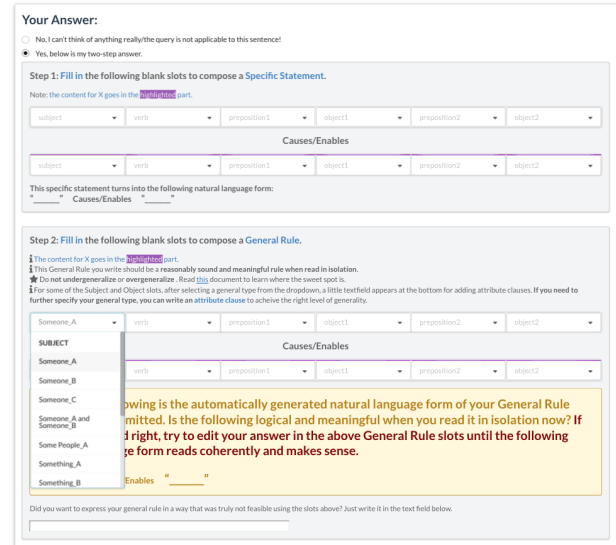 Your Answer:
No, I can't think of anything really/the query is not applicable to this sentence!
Yes, below is my two-step answer.
Step 1: Fill in the following blank slots to compose a Specific Statement.
Note: the content for X goes in the highlighted part.
subject verb preposition1 object1 preposition2 object2
Causes/Enables
subject verb preposition1 object1 preposition2 object2
This specific statement turns into the following natural language form:
"______" Causes/Enables "______"
Step 2: Fill in the following blank slots to compose a General Rule.
The content for X goes in the highlighted part.
This General Rule you write should be a reasonably sound and meaningful rule when read in isolation.
Do not undergeneralize or overgeneralize . Read this document to learn where the sweet spot is.
For some of the Subject and Object slots, after selecting a general type from the dropdown, a little textfield appears at the bottom for adding attribute clauses. If you need to
further specify your general type, you can write an attribute clause to acheive the right level of generality.
Someone_A verb preposition1 object1 preposition2 object2
SUBJECT
Causes/Enables
Someone_A
verb preposition1 object1 preposition2 object2
Someone_B
Someone_C
owing is the automatically generated natural language form of your General Rule
Someone_A and
Someone_B
mitted. Is the following logical and meaningful when you read it in isolation now? If
Some People_A
d right, try to edit your answer in the above General Rule slots until the following
Something_A
ge form reads coherently and makes sense.
Something_B
Enables "______"
Did you want to express your general rule in a way that was truly not feasible using the slots above? Just write it in the text field below.